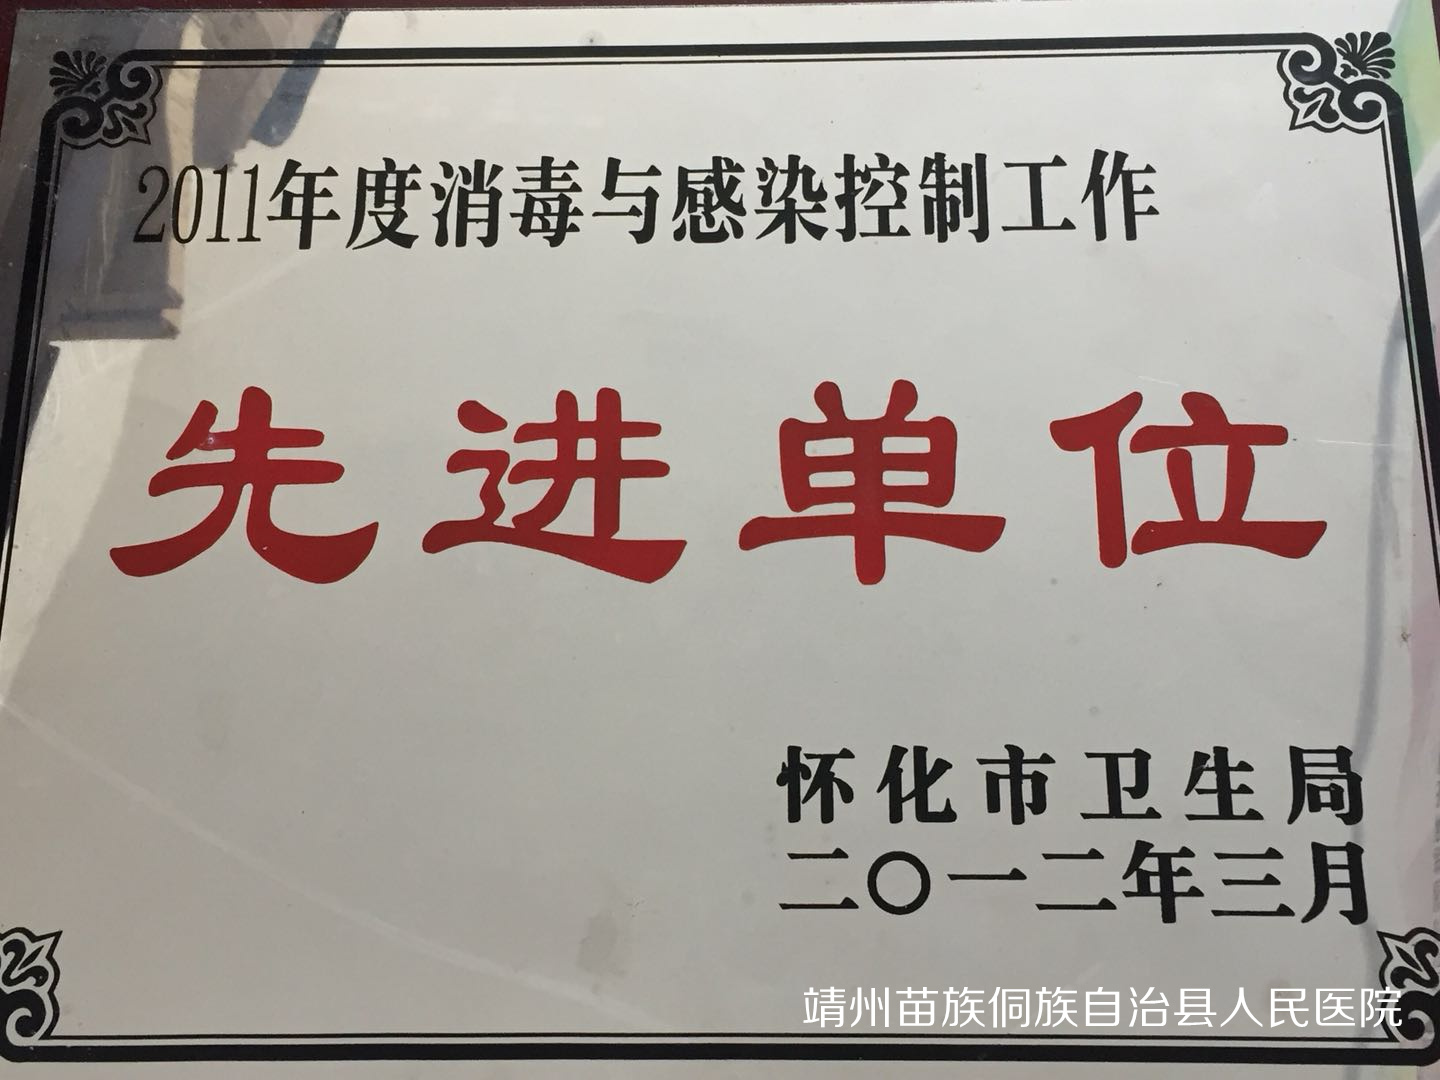 2011年度消毒与感染控制工作
先进单位
怀化市卫生局
二〇一二年三月
靖州苗族侗族自治县人民医院